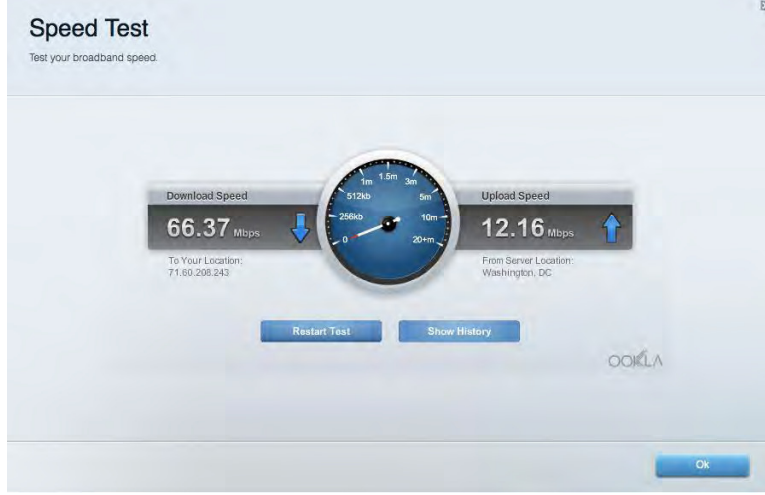 Speed Test
Test your broadband speed.
Download Speed
66.37 Mbps
To Your Location:
71.60.208.243
0
256kb
512kb
1m
1.5m
3m
5m
10m
20+m
Upload Speed
12.16 Mbps
From Server Location:
Washington, DC
Restart Test
Show History
OOKLA
Ok